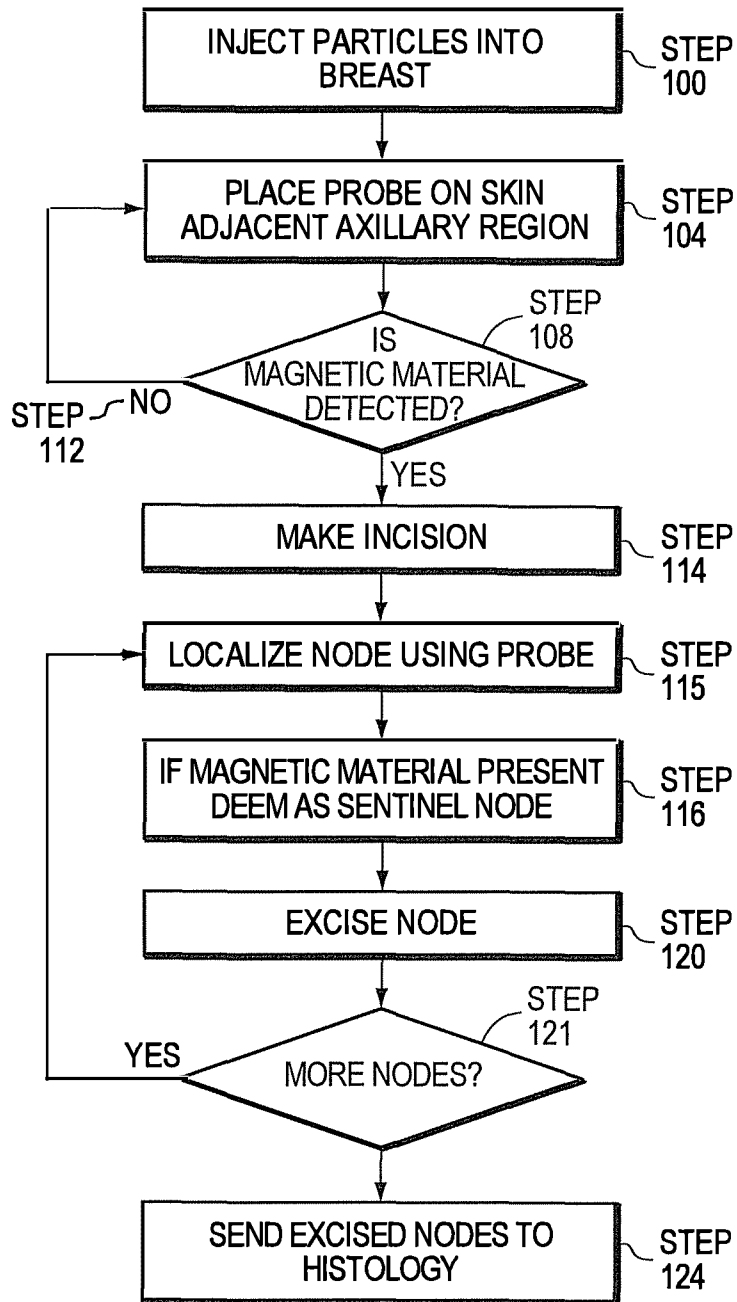 INJECT PARTICLES INTO
BREAST
STEP
100
PLACE PROBE ON SKIN
ADJACENT AXILLARY REGION
STEP
104
STEP
108
IS
MAGNETIC MATERIAL
DETECTED?
NO
STEP
112
YES
MAKE INCISION
STEP
114
LOCALIZE NODE USING PROBE
STEP
115
IF MAGNETIC MATERIAL PRESENT
DEEM AS SENTINEL NODE
STEP
116
EXCISE NODE
STEP
120
STEP
121
YES
MORE NODES?
SEND EXCISED NODES TO
HISTOLOGY
STEP
124